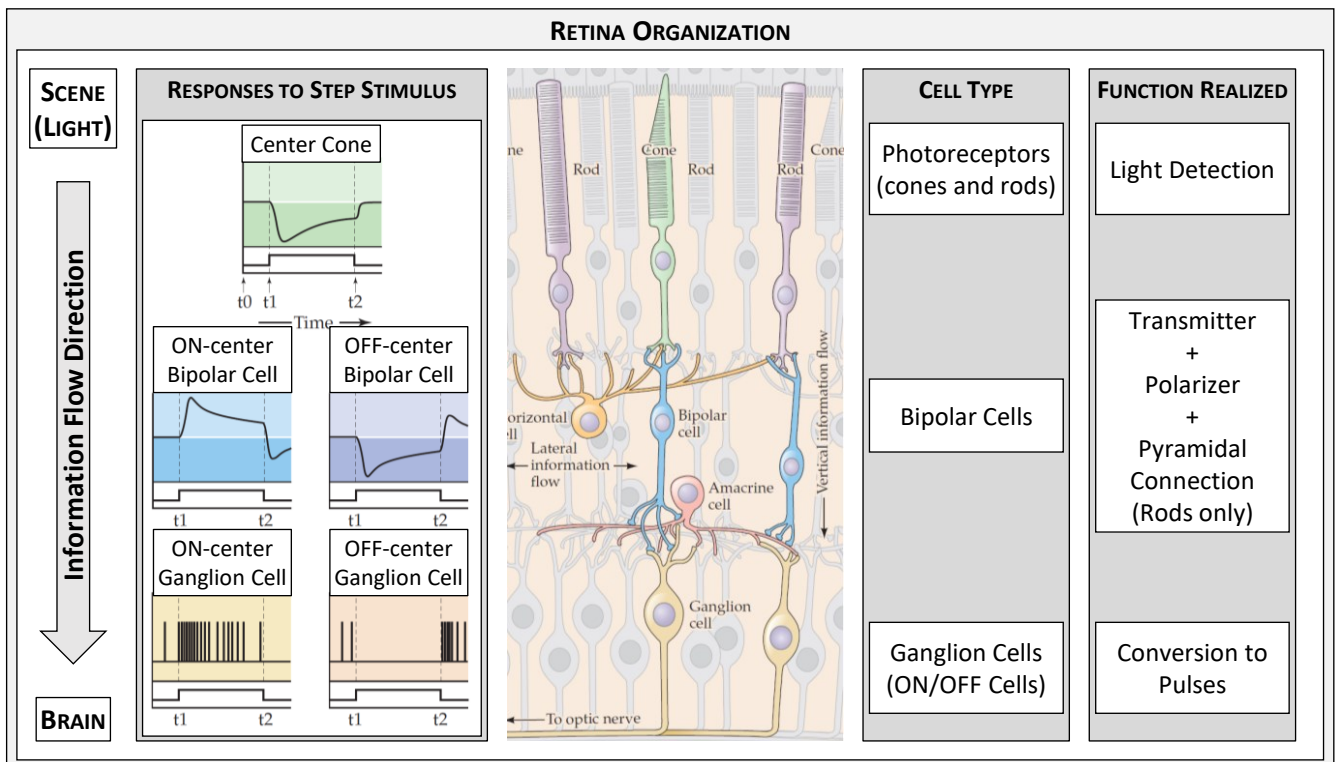 RETINA ORGANIZATION
SCENE
(LIGHT)
Information Flow Direction
BRAIN
RESPONSES TO STEP STIMULUS
Center Cone
t0 t1 t2
Time
ON-center
Bipolar Cell
OFF-center
Bipolar Cell
t1 t2
t1 t2
ON-center
Ganglion Cell
OFF-center
Ganglion Cell
t1 t2
t1 t2
ne
Rod
Cone
Rod
Rod
Cone
orizontal
ell
Bipolar
cell
Lateral
information
flow
Amacrine
cell
Vertical information flow
Ganglion
cell
To optic nerve
CELL TYPE
Photoreceptors
(cones and rods)
Bipolar Cells
Ganglion Cells
(ON/OFF Cells)
FUNCTION REALIZED
Light Detection
Transmitter
+
Polarizer
+
Pyramidal
Connection
(Rods only)
Conversion to
Pulses